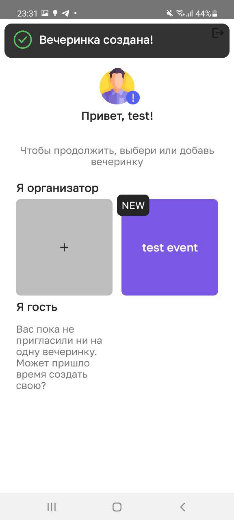 23:31 44%
Вечеринка создана!
!
Привет, test!
Чтобы продолжить, выбери или добавь
вечеринку
Я организатор
+
NEW
test event
Я гость
Вас пока не
пригласили ни на
одну вечеринку.
Может пришло
время создать
свою?